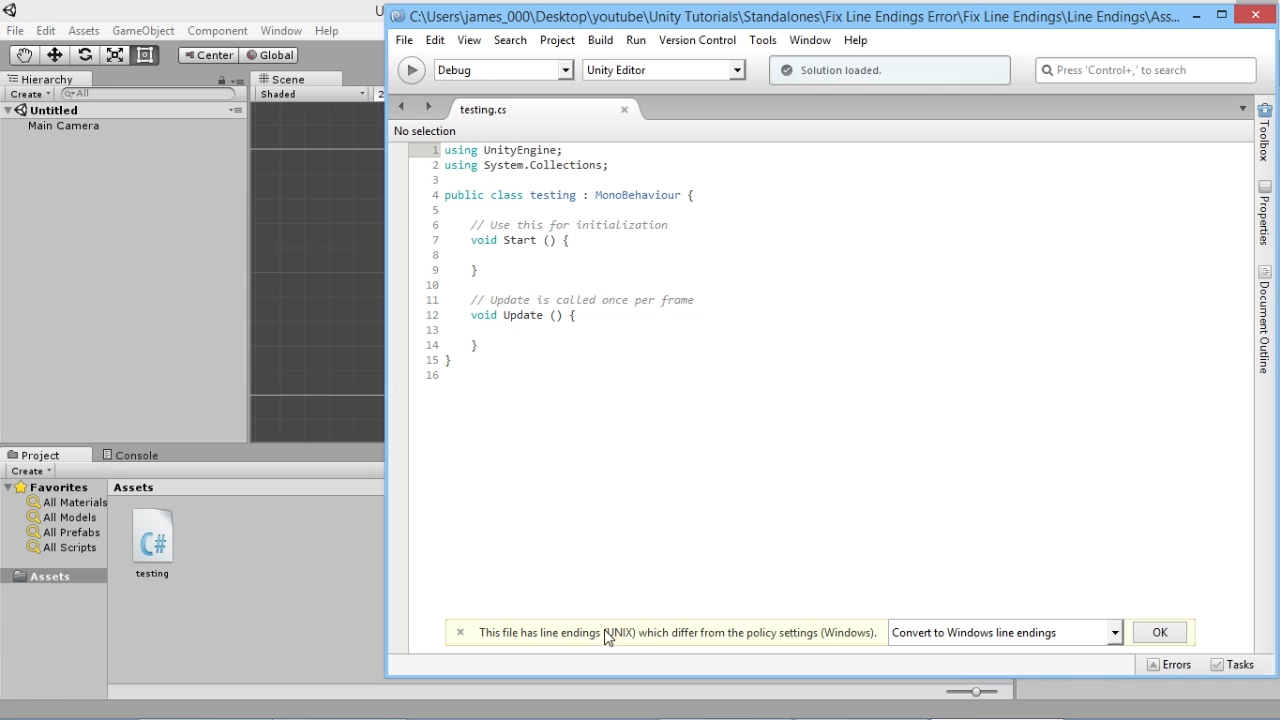 U
File Edit Assets GameObject Component Window Help
Center Global
Hierarchy
Create All
Untitled
Main Camera
Scene
Shaded 2
Project Console
Create
Favorites
All Materials
All Models
All Prefabs
All Scripts
Assets
Assets
C#
testing
C:\Users\james_000\Desktop\youtube\Unity Tutorials\Standalones\Fix Line Endings Error\Fix Line Endings\Line Endings\Ass...
File Edit View Search Project Build Run Version Control Tools Window Help
Debug Unity Editor Solution loaded. Press 'Control+,' to search
testing.cs
No selection
1 using UnityEngine;
2 using System.Collections;
3
4 public class testing : MonoBehaviour {
5
6 // Use this for initialization
7 void Start () {
8
9 }
10
11 // Update is called once per frame
12 void Update () {
13
14 }
15 }
16
This file has line endings (UNIX) which differ from the policy settings (Windows). Convert to Windows line endings OK
Errors Tasks
Toolbox
Properties
Document Outline